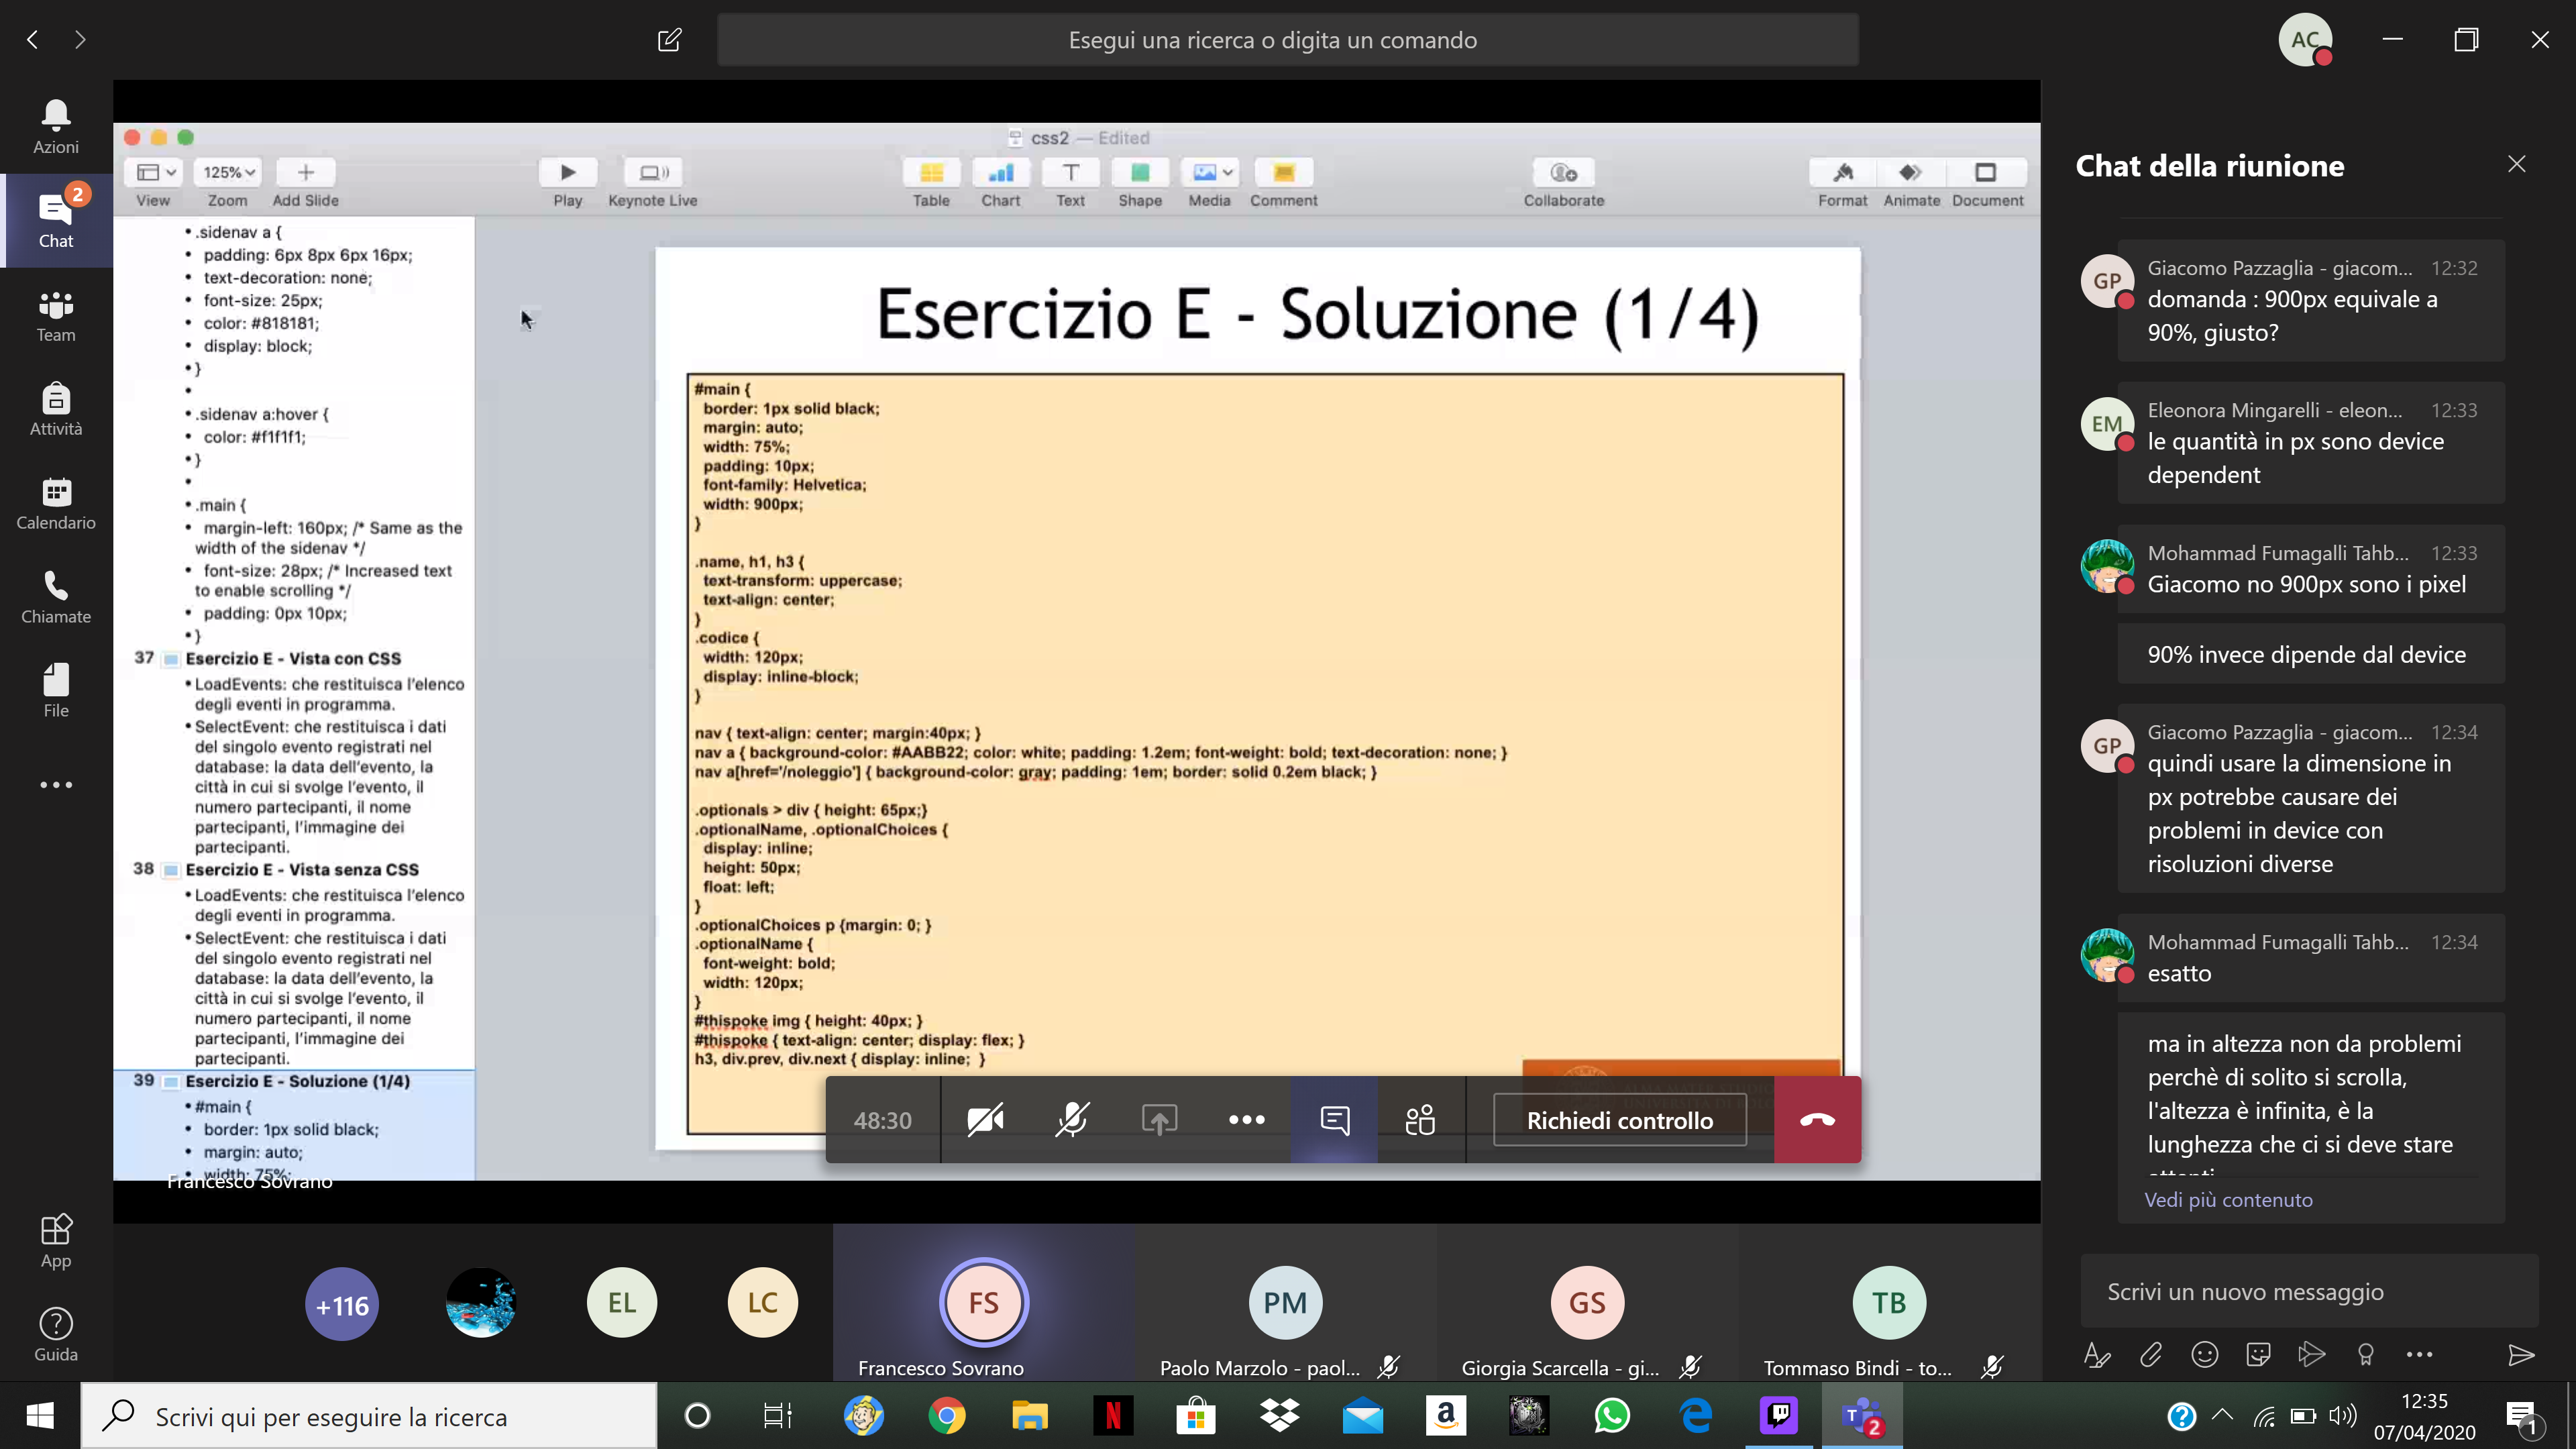 Esegui una ricerca o digita un comando
AC
Azioni
2
Chat
Team
Attività
Calendario
Chiamate
File
App
Guida
css2 — Edited
125%
View
Zoom
Add Slide
Play
Keynote Live
Table
Chart
Text
Shape
Media
Comment
Collaborate
Format
Animate
Document
• .sidenav a {
• padding: 6px 8px 6px 16px;
• text-decoration: none;
• font-size: 25px;
• color: #818181;
• display: block;
• }
•
• .sidenav a:hover {
• color: #f1f1f1;
• }
•
• .main {
• margin-left: 160px; /* Same as the
width of the sidenav */
• font-size: 28px; /* Increased text
to enable scrolling */
• padding: 0px 10px;
• }
37 Esercizio E - Vista con CSS
• LoadEvents: che restituisca l'elenco
degli eventi in programma.
• SelectEvent: che restituisca i dati
del singolo evento registrati nel
database: la data dell'evento, la
città in cui si svolge l'evento, il
numero partecipanti, il nome
partecipanti, l'immagine dei
partecipanti.
38 Esercizio E - Vista senza CSS
• LoadEvents: che restituisca l'elenco
degli eventi in programma.
• SelectEvent: che restituisca i dati
del singolo evento registrati nel
database: la data dell'evento, la
città in cui si svolge l'evento, il
numero partecipanti, il nome
partecipanti, l'immagine dei
partecipanti.
39 Esercizio E - Soluzione (1/4)
• #main {
• border: 1px solid black;
• margin: auto;
• width: 75%;
Francesco Sovrano
Esercizio E - Soluzione (1/4)
#main {
border: 1px solid black;
margin: auto;
width: 75%;
padding: 10px;
font-family: Helvetica;
width: 900px;
}
.name, h1, h3 {
text-transform: uppercase;
text-align: center;
}
.codice {
width: 120px;
display: inline-block;
}
nav { text-align: center; margin:40px; }
nav a { background-color: #AABB22; color: white; padding: 1.2em; font-weight: bold; text-decoration: none; }
nav a[href='/noleggio'] { background-color: gray; padding: 1em; border: solid 0.2em black; }
.optionals > div { height: 65px;}
.optionalName, .optionalChoices {
display: inline;
height: 50px;
float: left;
}
.optionalChoices p {margin: 0; }
.optionalName {
font-weight: bold;
width: 120px;
}
#thispoke img { height: 40px; }
#thispoke { text-align: center; display: flex; }
h3, div.prev, div.next { display: inline; }
48:30
Richiedi controllo
+116
EL
LC
FS
Francesco Sovrano
PM
Paolo Marzolo - paol...
GS
Giorgia Scarcella - gi...
TB
Tommaso Bindi - to...
Chat della riunione
GP
Giacomo Pazzaglia - giacom... 12:32
domanda : 900px equivale a
90%, giusto?
EM
Eleonora Mingarelli - eleon... 12:33
le quantità in px sono device
dependent
Mohammad Fumagalli Tahb... 12:33
Giacomo no 900px sono i pixel
90% invece dipende dal device
GP
Giacomo Pazzaglia - giacom... 12:34
quindi usare la dimensione in
px potrebbe causare dei
problemi in device con
risoluzioni diverse
Mohammad Fumagalli Tahb... 12:34
esatto
ma in altezza non da problemi
perchè di solito si scrolla,
l'altezza è infinita, è la
lunghezza che ci si deve stare
Vedi più contenuto
Scrivi un nuovo messaggio
Scrivi qui per eseguire la ricerca
12:35
07/04/2020
1
2